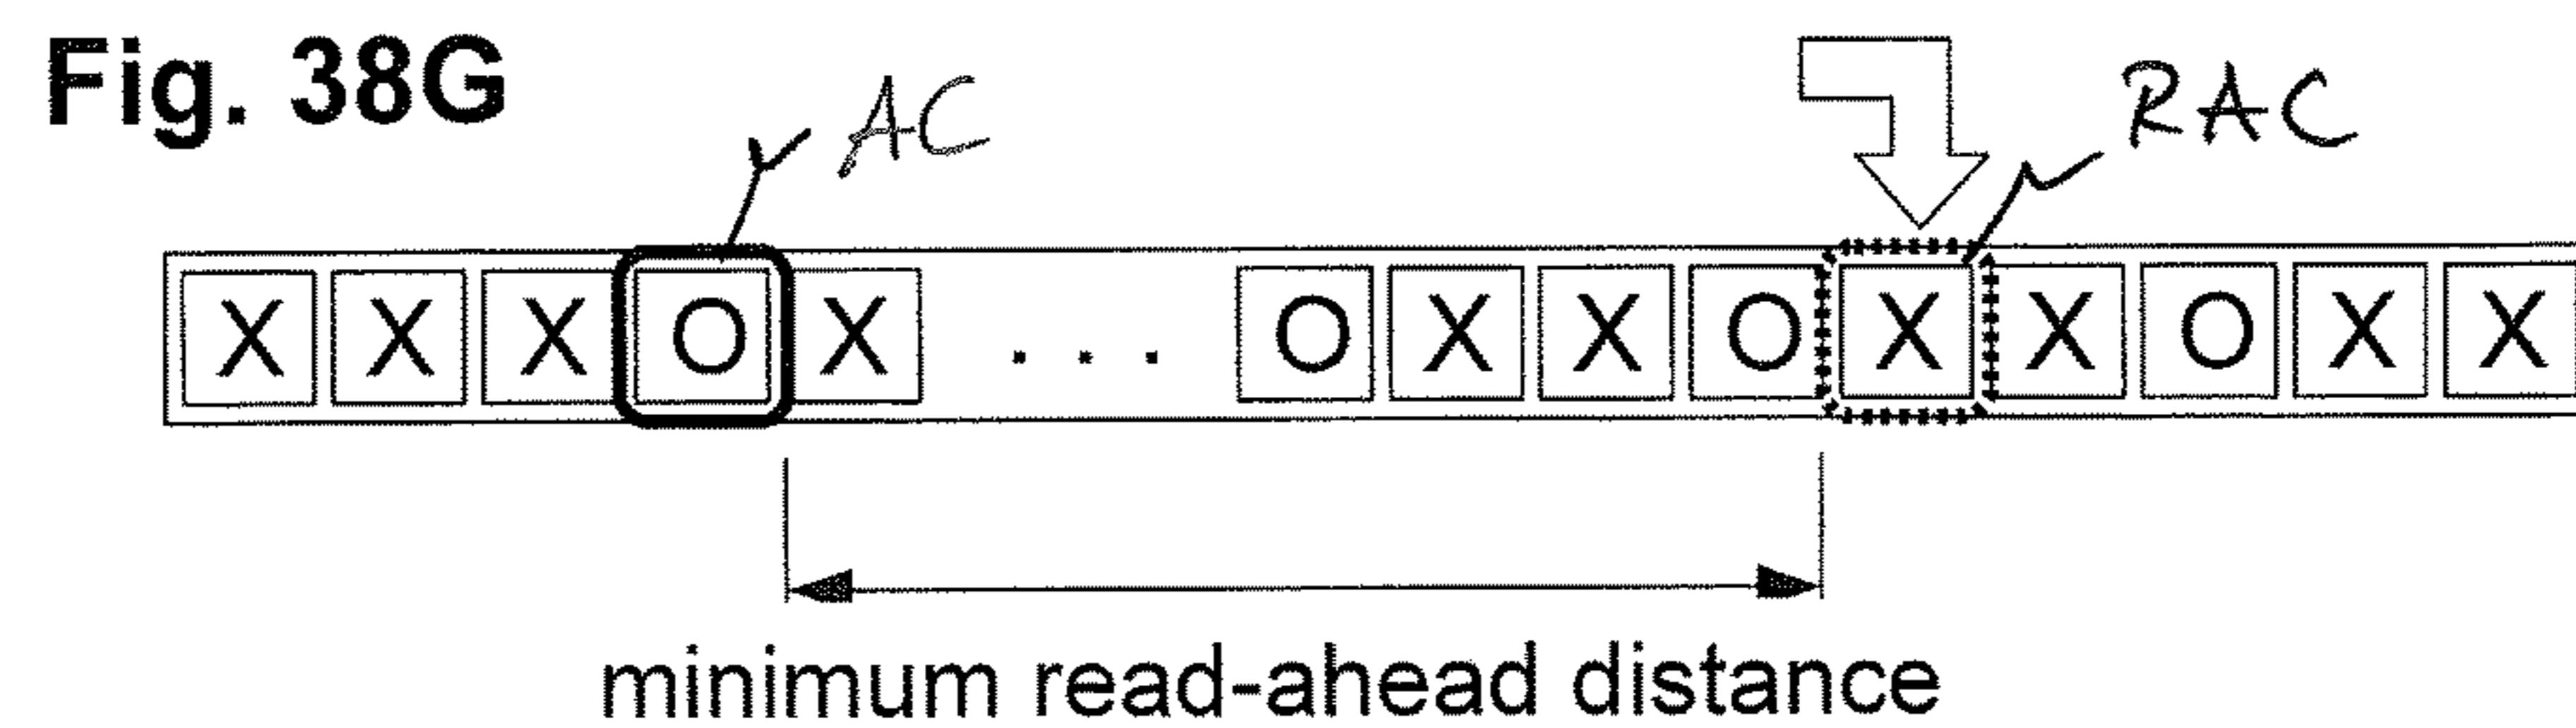 Fig. 38G
AC
RAC
X X X O X . . . O X X O X X O X X
minimum read-ahead distance